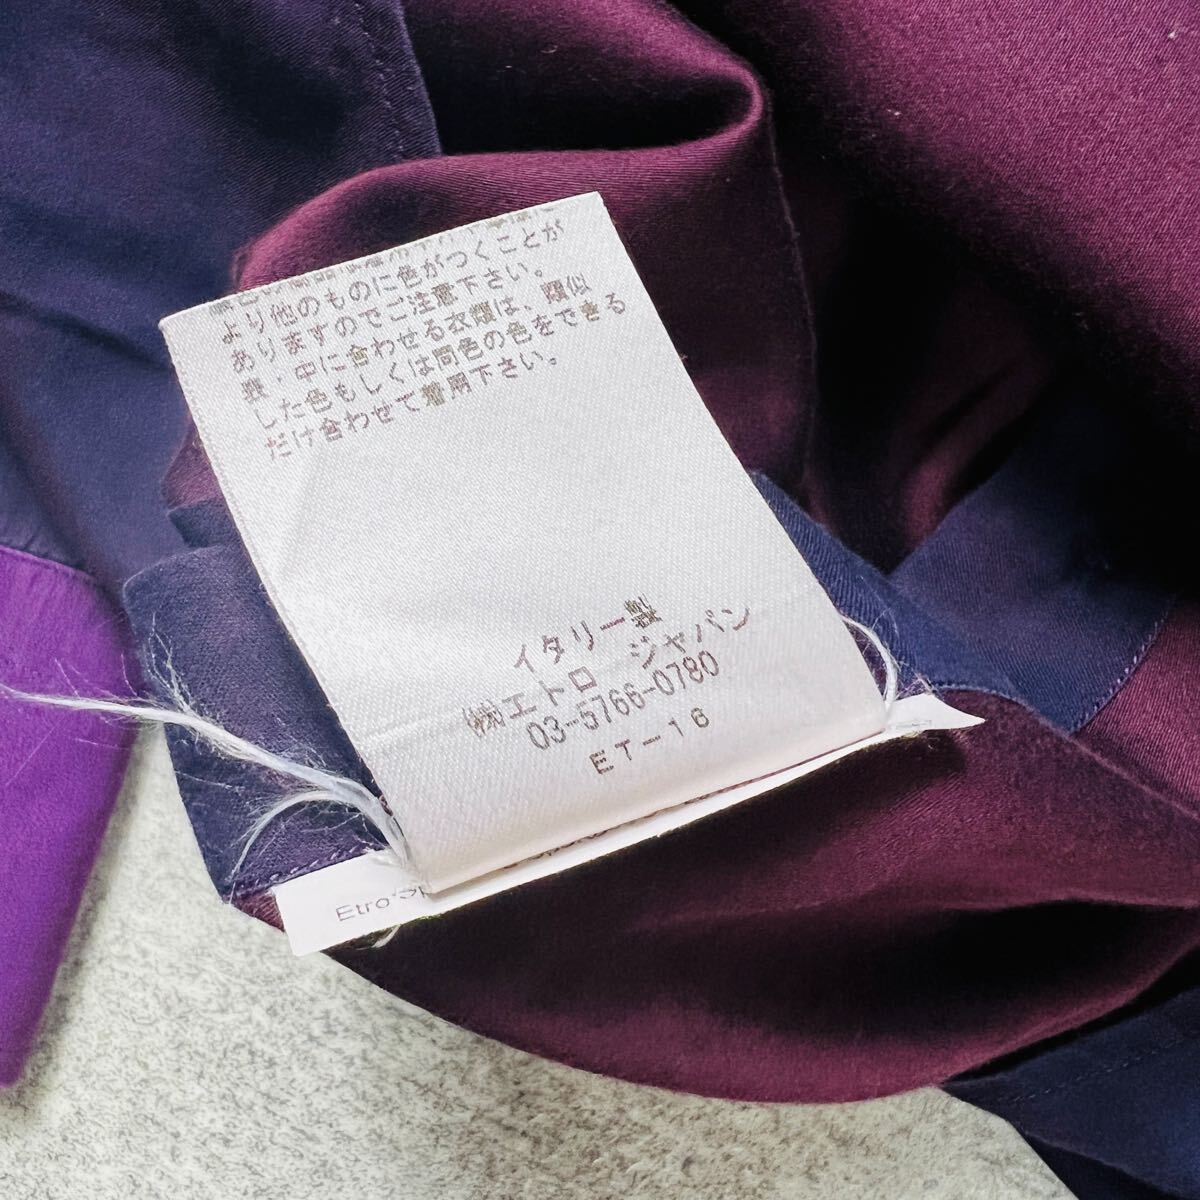 より他のものに色がつくことが
ありますのでご注意下さい。
衷・中に合わせる衣類は、類似
した色もしくは同色の色をできる
だけ合わせて着用下さい。
イタリー製
㈱エトロ ジャパン
03-5766-0780
ET-16
Etro